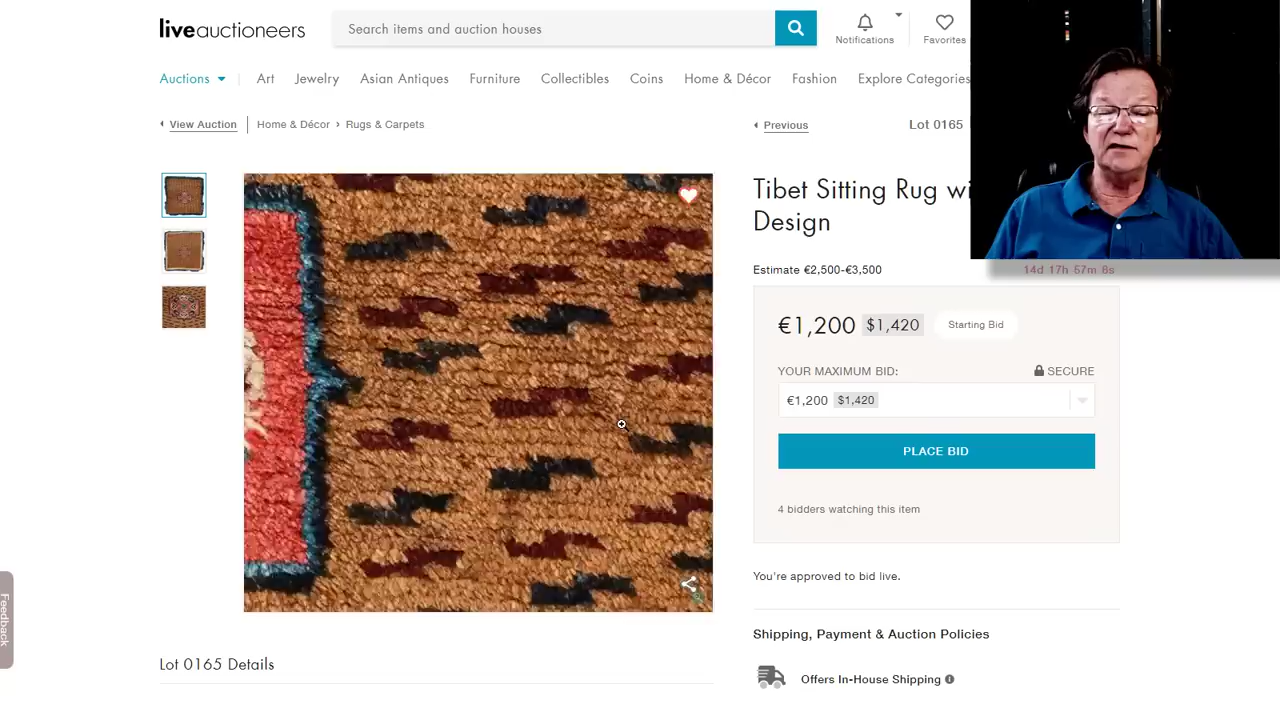 liveauctioneers
Search items and auction houses
Notifications
Favorites
Auctions
Art
Jewelry
Asian Antiques
Furniture
Collectibles
Coins
Home & Décor
Fashion
Explore Categories
View Auction
Home & Décor › Rugs & Carpets
Previous
Lot 0165
Tibet Sitting Rug
Design
Estimate €2,500-€3,500
14d 17h 57m 8s
€1,200 $1,420 Starting Bid
YOUR MAXIMUM BID:
SECURE
€1,200 $1,420
PLACE BID
4 bidders watching this item
You're approved to bid live.
Shipping, Payment & Auction Policies
Offers In-House Shipping
Lot 0165 Details
Feedback